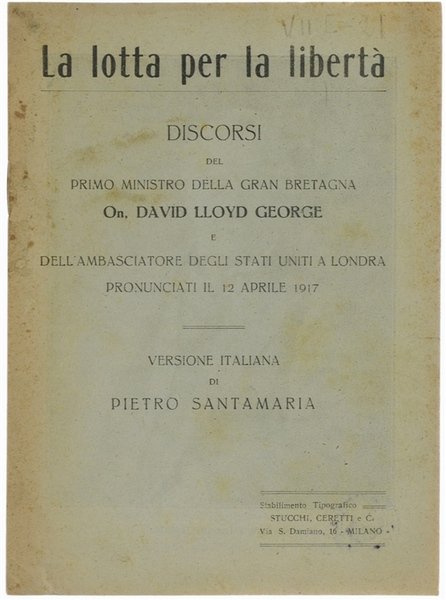 La lotta per la libertà
DISCORSI
DEL
PRIMO MINISTRO DELLA GRAN BRETAGNA
On. DAVID LLOYD GEORGE
E
DELL'AMBASCIATORE DEGLI STATI UNITI A LONDRA
PRONUNCIATI IL 12 APRILE 1917
VERSIONE ITALIANA
DI
PIETRO SANTAMARIA
Stabilimento Tipografico
STUCCHI, CERETTI e C.
Via S. Damiano, 16 - MILANO -